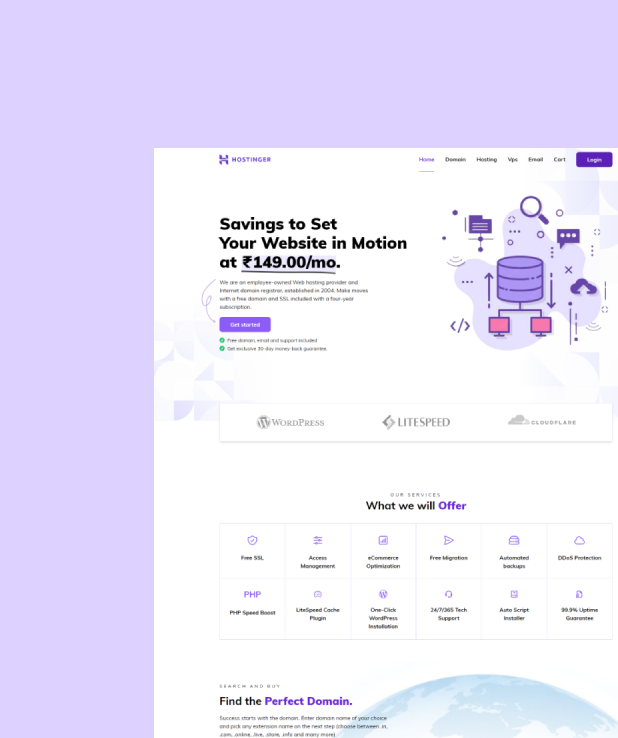 HOSTINGER
Home Domain Hosting Vps Email Cart Login
Savings to Set
Your Website in Motion
at ₹149.00/mo.
We are an employee-owned Web hosting provider and
internet domain registrar, established in 2004. Make moves
with a free domain and SSL included with a four-year
subscription.
Get started
Free domain, email and support included
Get exclusive 30-day money-back guarantee.
</>
WORDPRESS LITESPEED CLOUDFLARE
OUR SERVICES
What we will Offer
Free SSL
Access
Management
eCommerce
Optimization
Free Migration
Automated
backups
DDoS Protection
PHP
PHP Speed Boost
LiteSpeed Cache
Plugin
One-Click
WordPress
Installation
24/7/365 Tech
Support
Auto Script
Installer
99.9% Uptime
Guarantee
SEARCH AND BUY
Find the Perfect Domain.
Success starts with the domain. Enter domain name of your choice
and pick any extension name on the next step (choose between .in,
.com, .online, .live, .store, .info and many more)